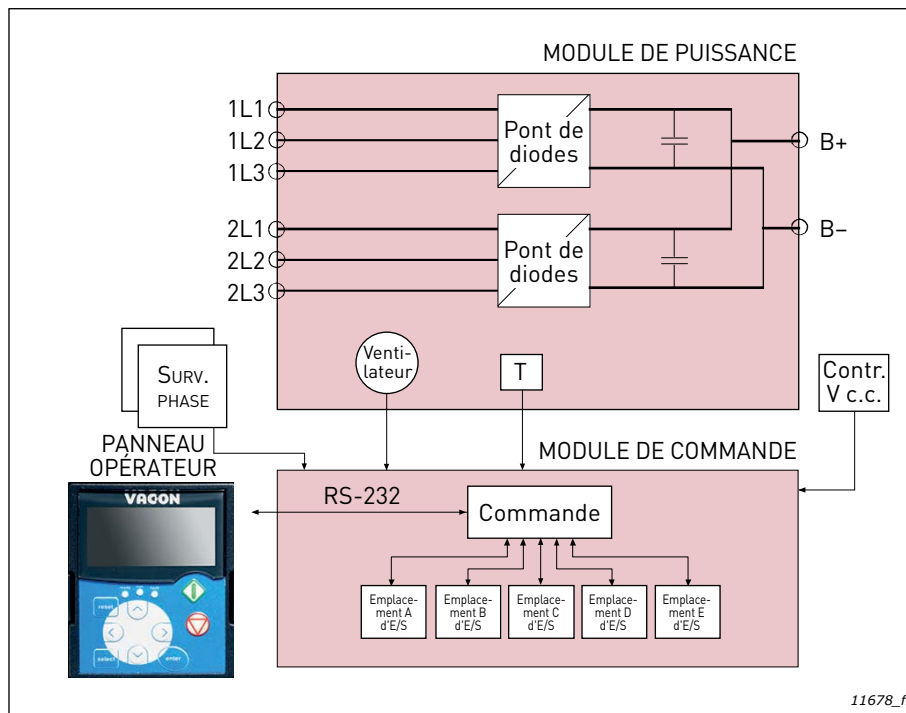 MODULE DE PUISSANCE
1L1
1L2
1L3
Pont de
diodes
B+
2L1
2L2
2L3
Pont de
diodes
B–
SURV.
PHASE
Venti-
lateur
T
Contr.
V c.c.
PANNEAU
OPÉRATEUR
MODULE DE COMMANDE
VACON
RS-232
Commande
reset
select
enter
Emplace-
ment A
d'E/S
Emplace-
ment B
d'E/S
Emplace-
ment C
d'E/S
Emplace-
ment D
d'E/S
Emplace-
ment E
d'E/S
11678_f